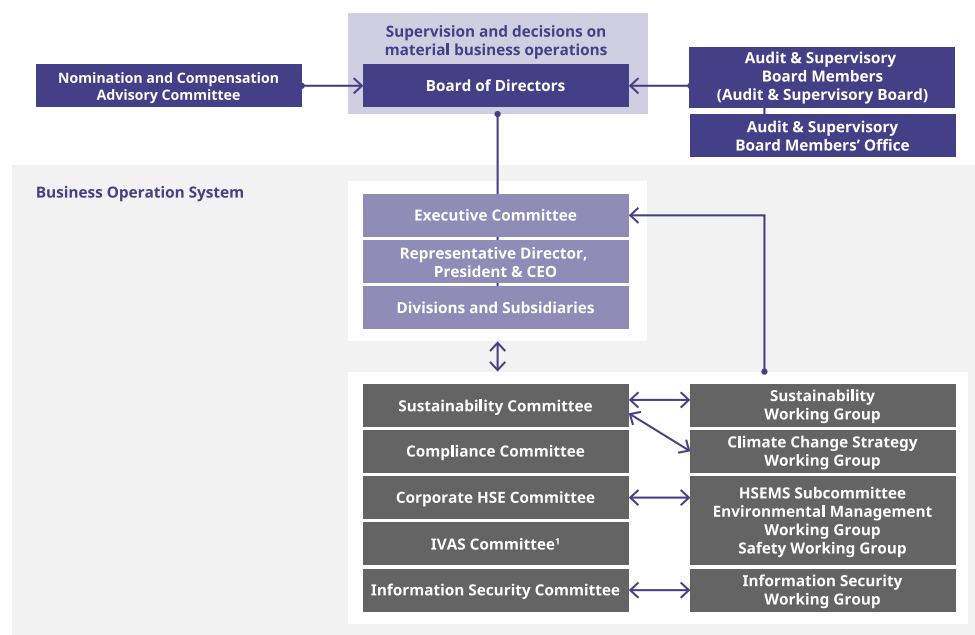 Supervision and decisions on
material business operations
Nomination and Compensation
Advisory Committee
Board of Directors
Audit & Supervisory
Board Members
(Audit & Supervisory Board)
Audit & Supervisory
Board Members’ Office
Business Operation System
Executive Committee
Representative Director,
President & CEO
Divisions and Subsidiaries
Sustainability Committee
Sustainability
Working Group
Compliance Committee
Climate Change Strategy
Working Group
Corporate HSE Committee
HSEMS Subcommittee
Environmental Management
Working Group
Safety Working Group
IVAS Committee¹
Information Security Committee
Information Security
Working Group